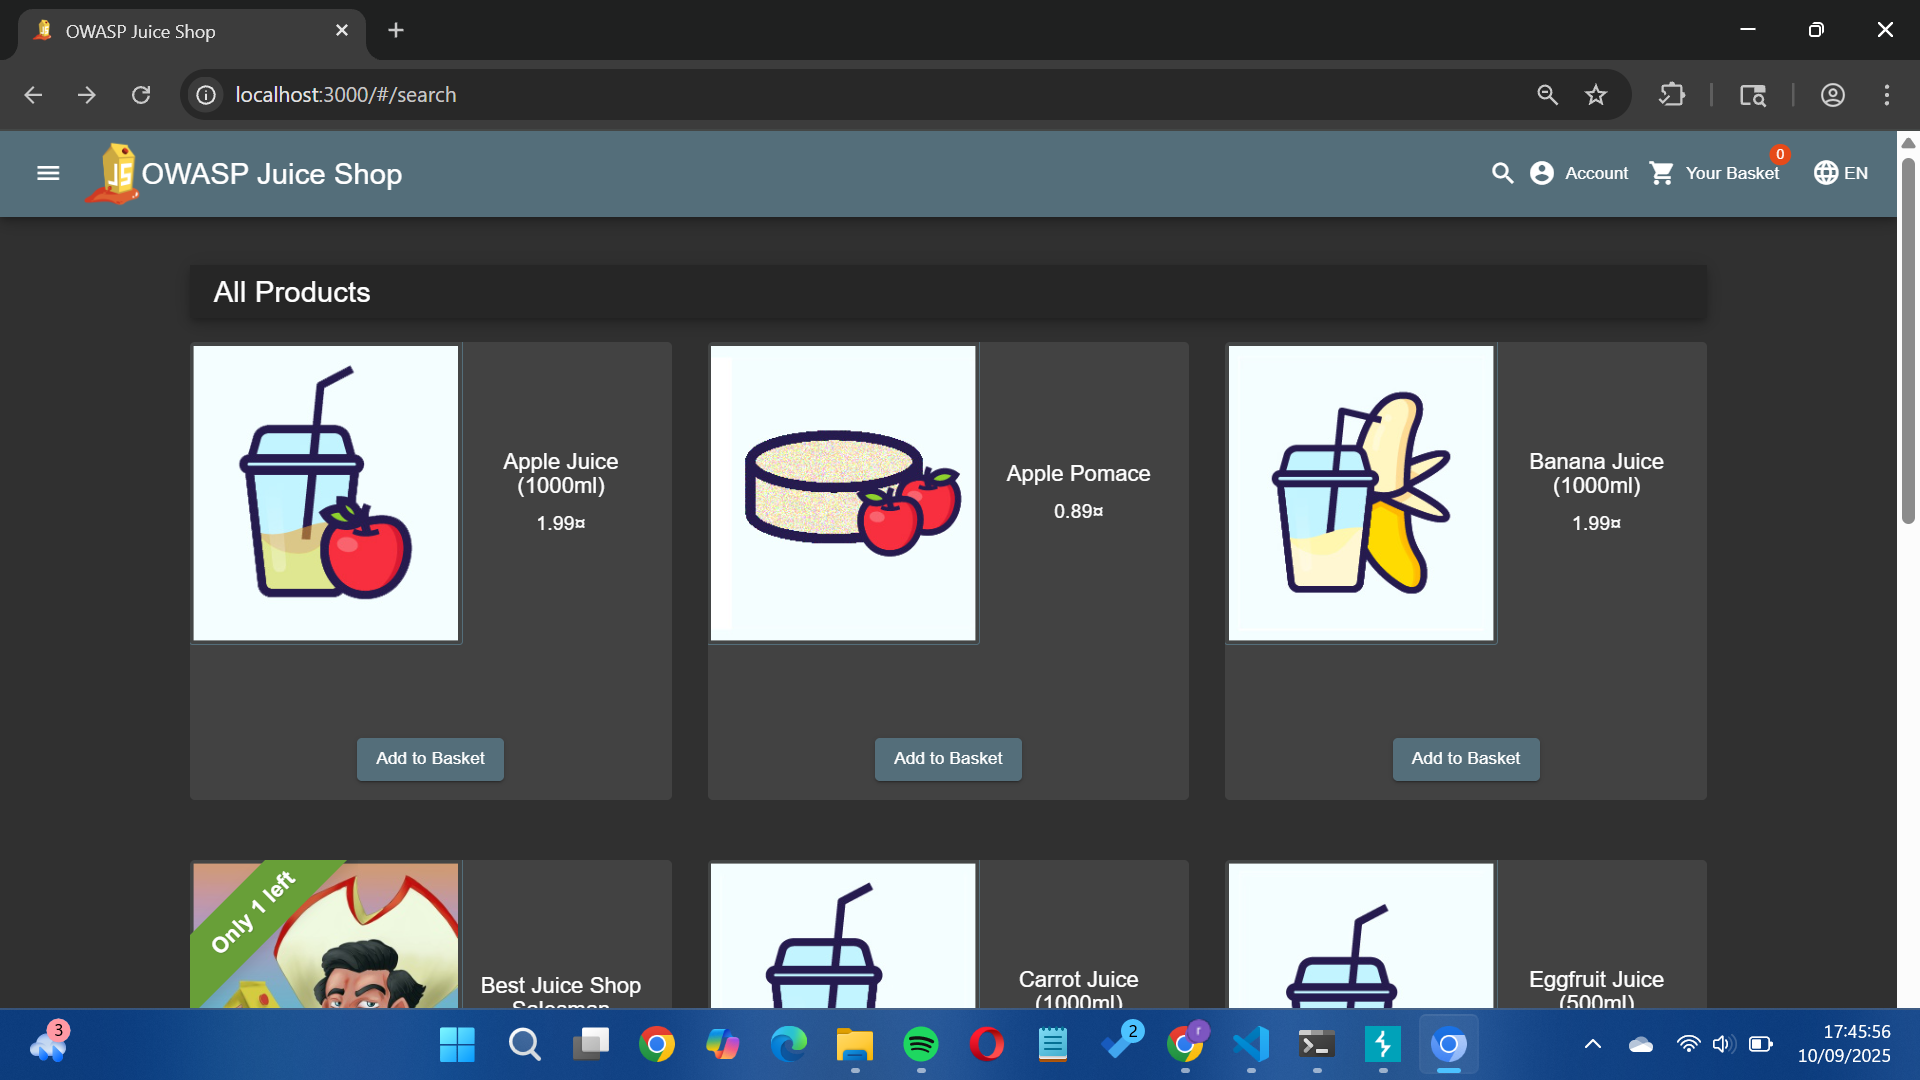 OWASP Juice Shop
localhost:3000/#/search
JS
OWASP Juice Shop
Account
0
Your Basket
EN
All Products
Apple Juice
(1000ml)
1.99¤
Apple Pomace
0.89¤
Banana Juice
(1000ml)
1.99¤
Add to Basket
Add to Basket
Add to Basket
Only 1 left
Best Juice Shop
Salesman
Carrot Juice
(1000ml)
Eggfruit Juice
(500ml)
3
2
r
17:45:56
10/09/2025